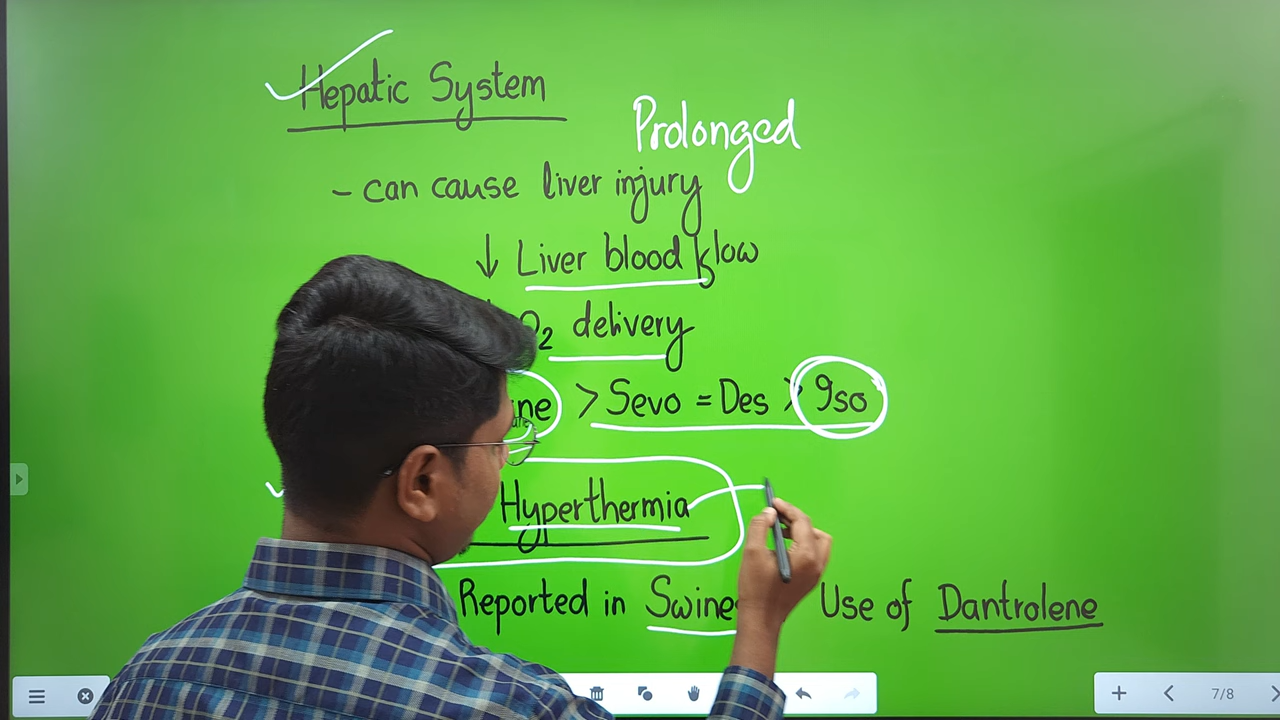 Hepatic System
Prolonged
- can cause liver injury
↓ Liver blood flow
O₂ delivery
ne > Sevo = Des > Iso
Hyperthermia
Reported in Swine Use of Dantrolene
7/8